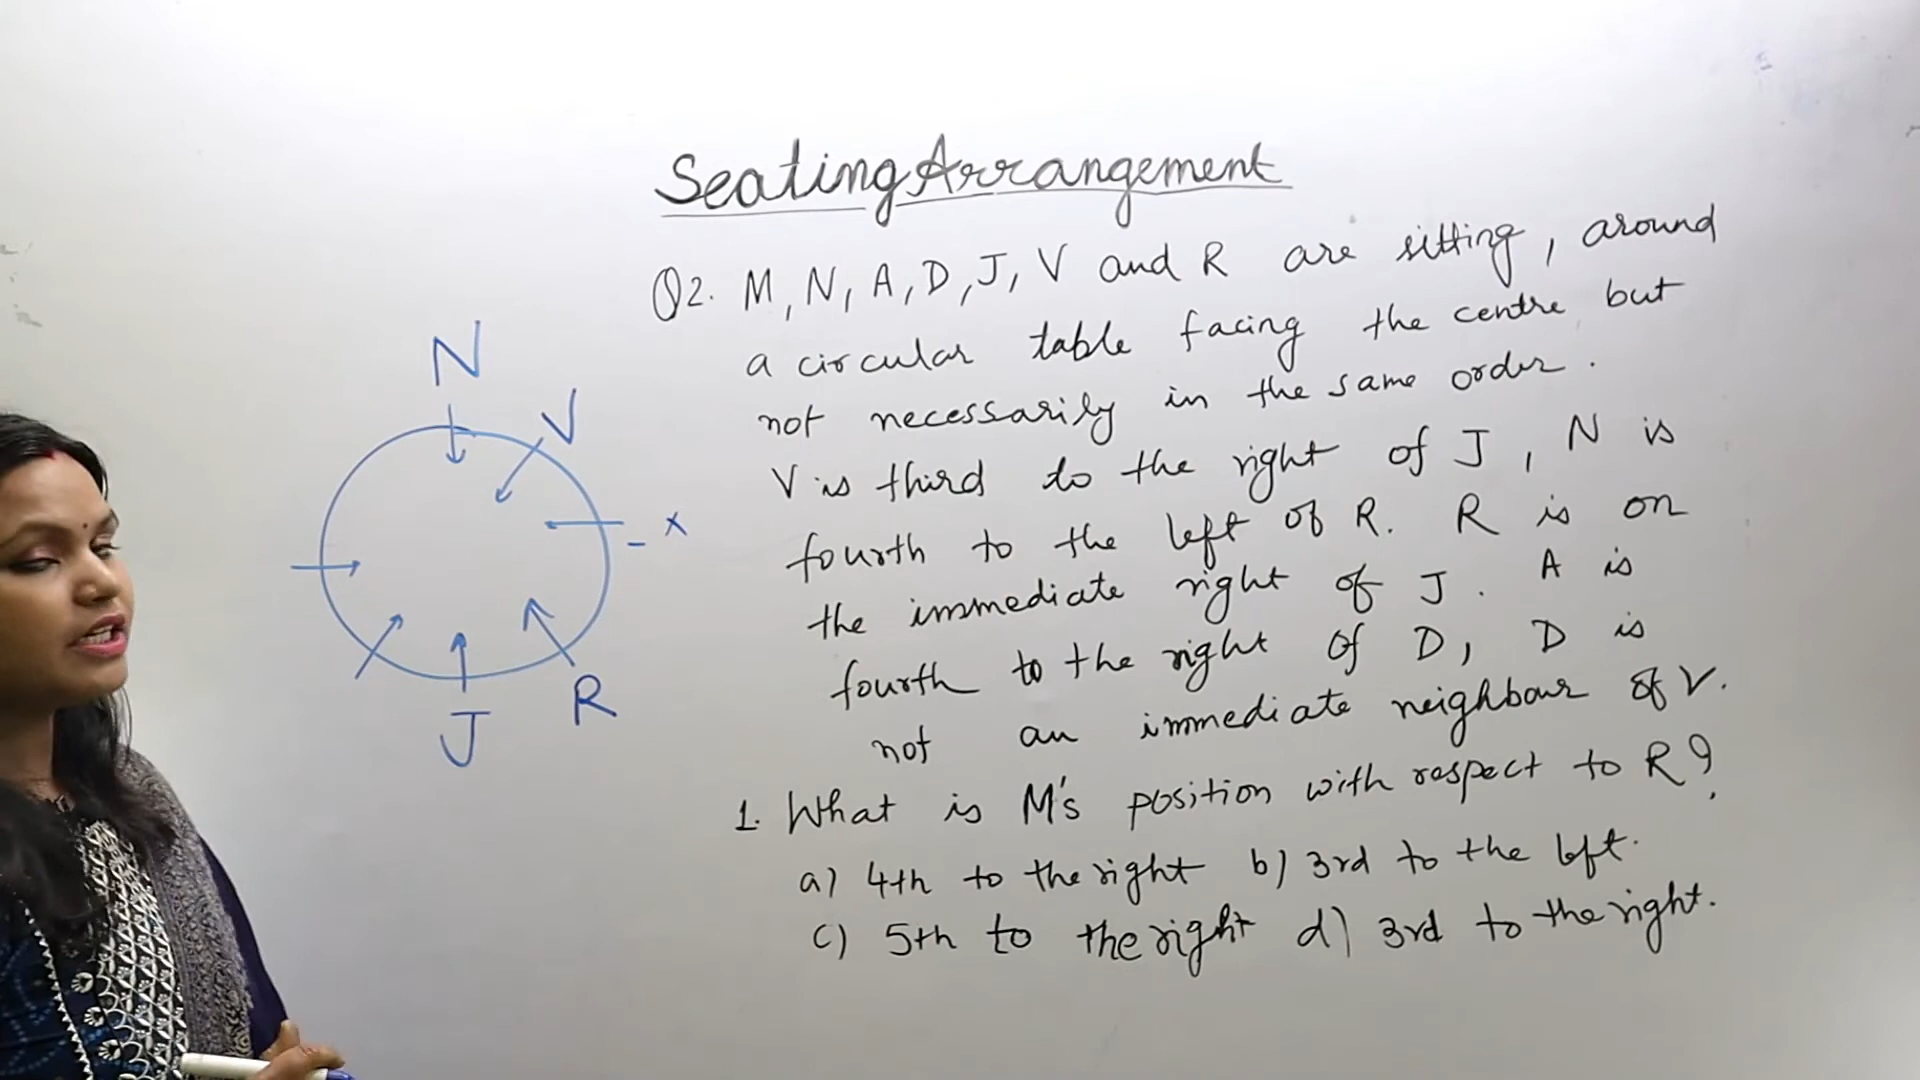 Seating Arrangement
Q2. M, N, A, D, J, V and R are sitting, around
a circular table facing the centre but
not necessarily in the same order.
V is third to the right of J, N is
fourth to the left of R. R is on
the immediate right of J. A is
fourth to the right of D, D is
not an immediate neighbour of V.
1. What is M's position with respect to R?
a) 4th to the right b) 3rd to the left.
c) 5th to the right d) 3rd to the right.
N
V
- x
R
J